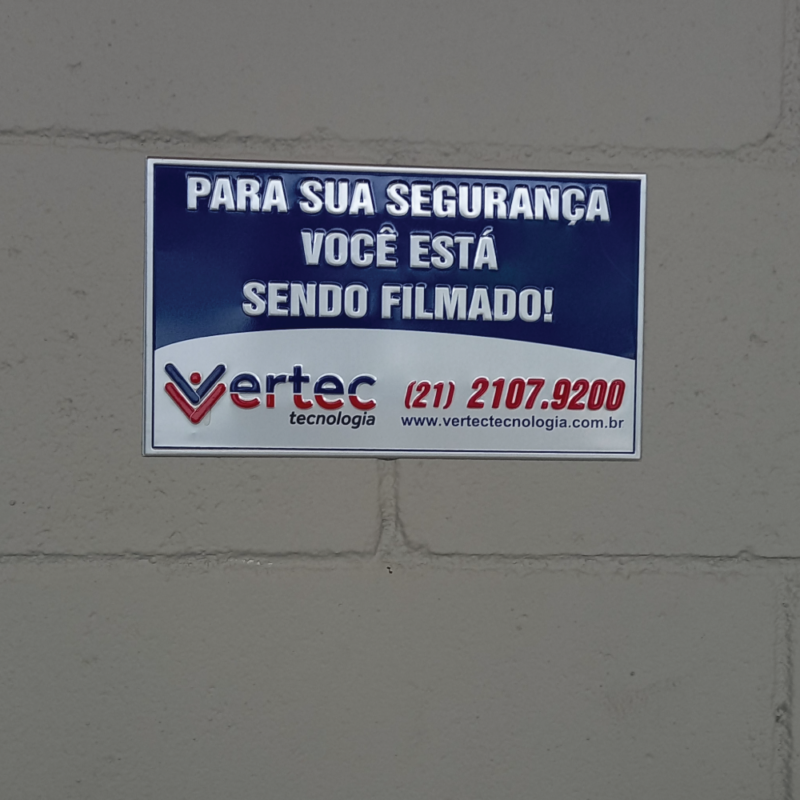 PARA SUA SEGURANÇA
VOCÊ ESTÁ
SENDO FILMADO!
Vertec
tecnologia
(21) 2107.9200
www.vertectecnologia.com.br